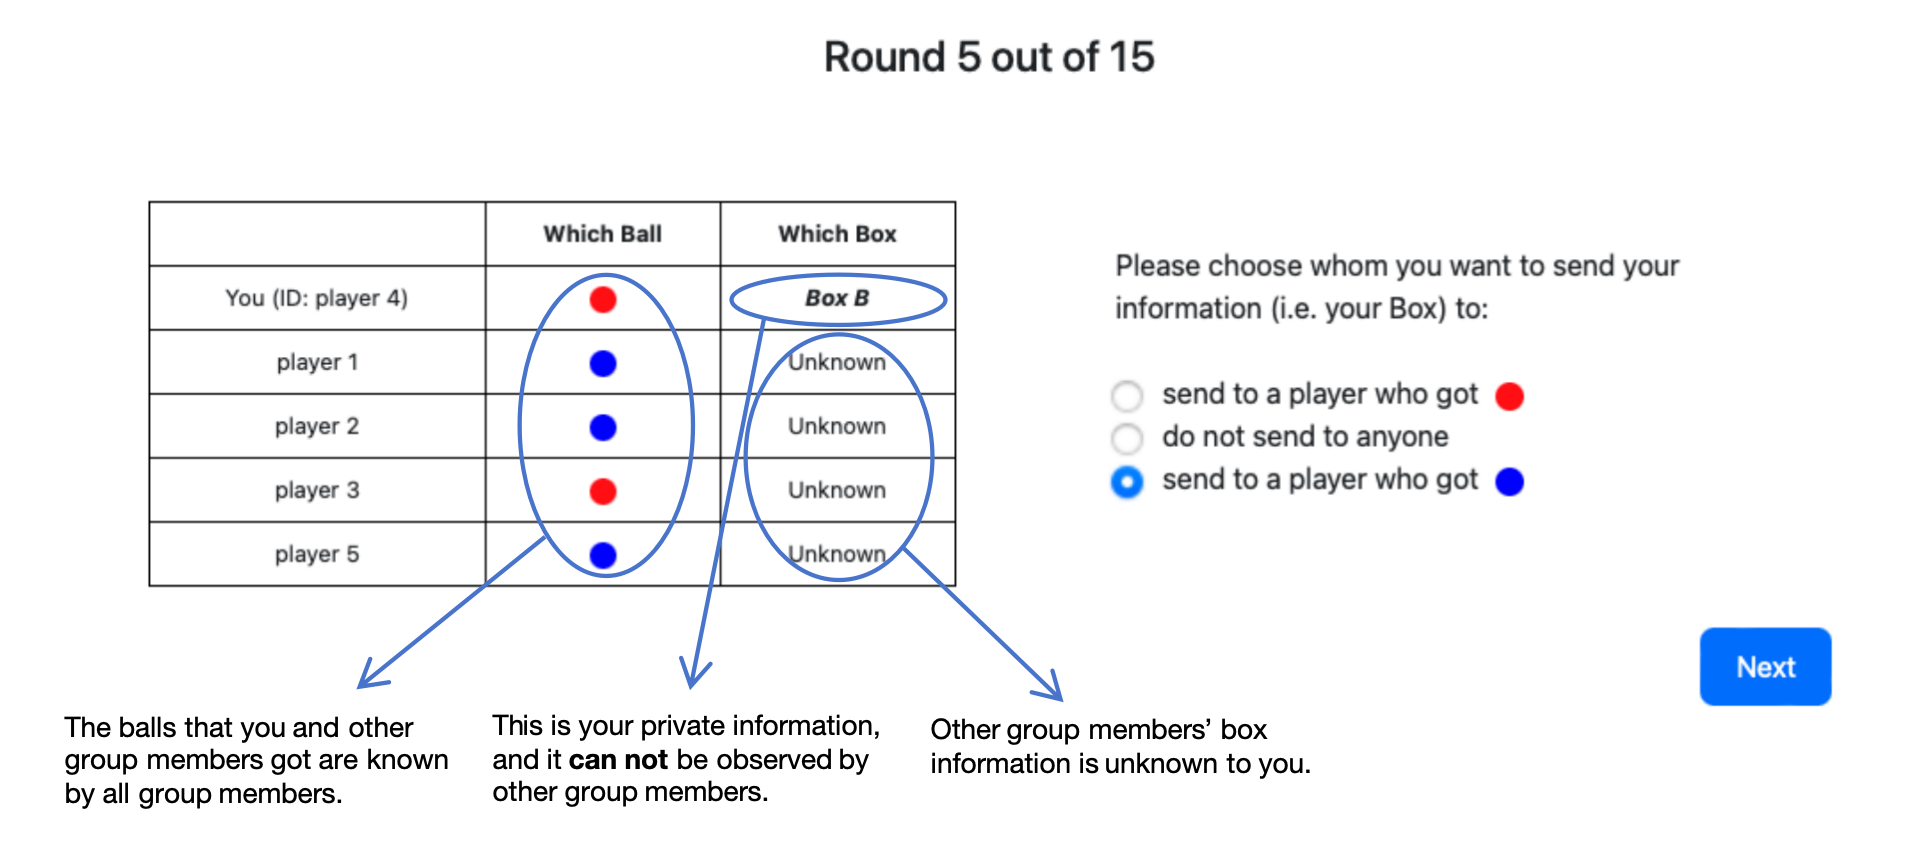 Round 5 out of 15
Which Ball Which Box
You (ID: player 4) Box B
player 1 Unknown
player 2 Unknown
player 3 Unknown
player 5 Unknown
Please choose whom you want to send your
information (i.e. your Box) to:
send to a player who got
do not send to anyone
send to a player who got
Next
The balls that you and other
group members got are known
by all group members.
This is your private information,
and it can not be observed by
other group members.
Other group members’ box
information is unknown to you.